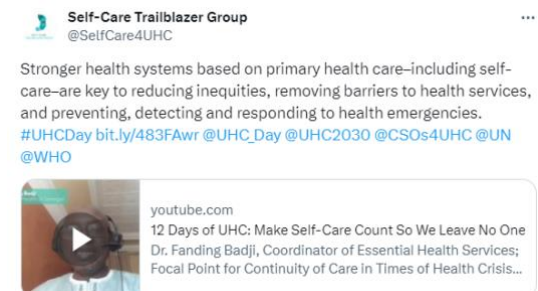 Self-Care Trailblazer Group
@SelfCare4UHC
Stronger health systems based on primary health care–including self-
care–are key to reducing inequities, removing barriers to health services,
and preventing, detecting and responding to health emergencies.
#UHCDay bit.ly/483FAwr @UHC_Day @UHC2030 @CSOs4UHC @UN
@WHO
youtube.com
12 Days of UHC: Make Self-Care Count So We Leave No One
Dr. Fanding Badji, Coordinator of Essential Health Services;
Focal Point for Continuity of Care in Times of Health Crisis...